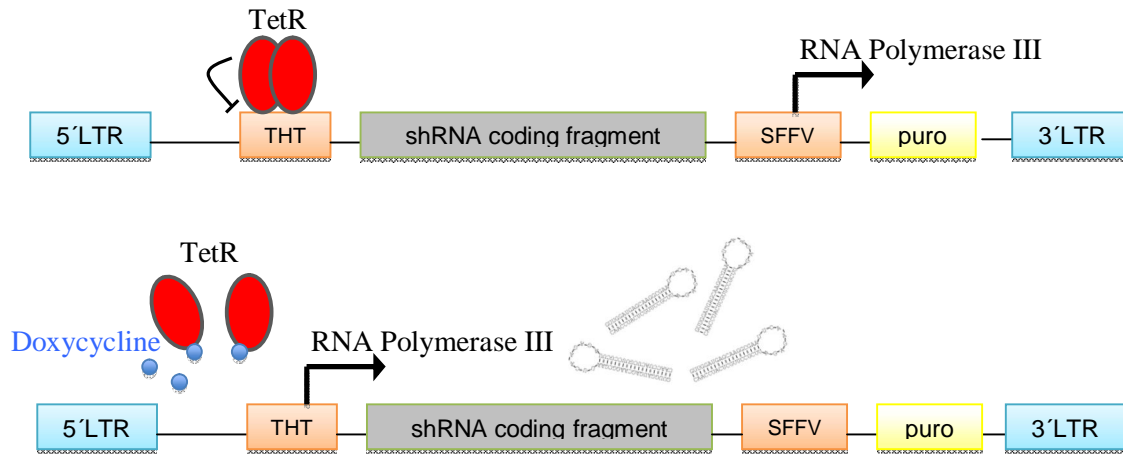 TetR
RNA Polymerase III
5´LTR THT shRNA coding fragment SFFV puro 3´LTR
TetR
Doxycycline
RNA Polymerase III
5´LTR THT shRNA coding fragment SFFV puro 3´LTR